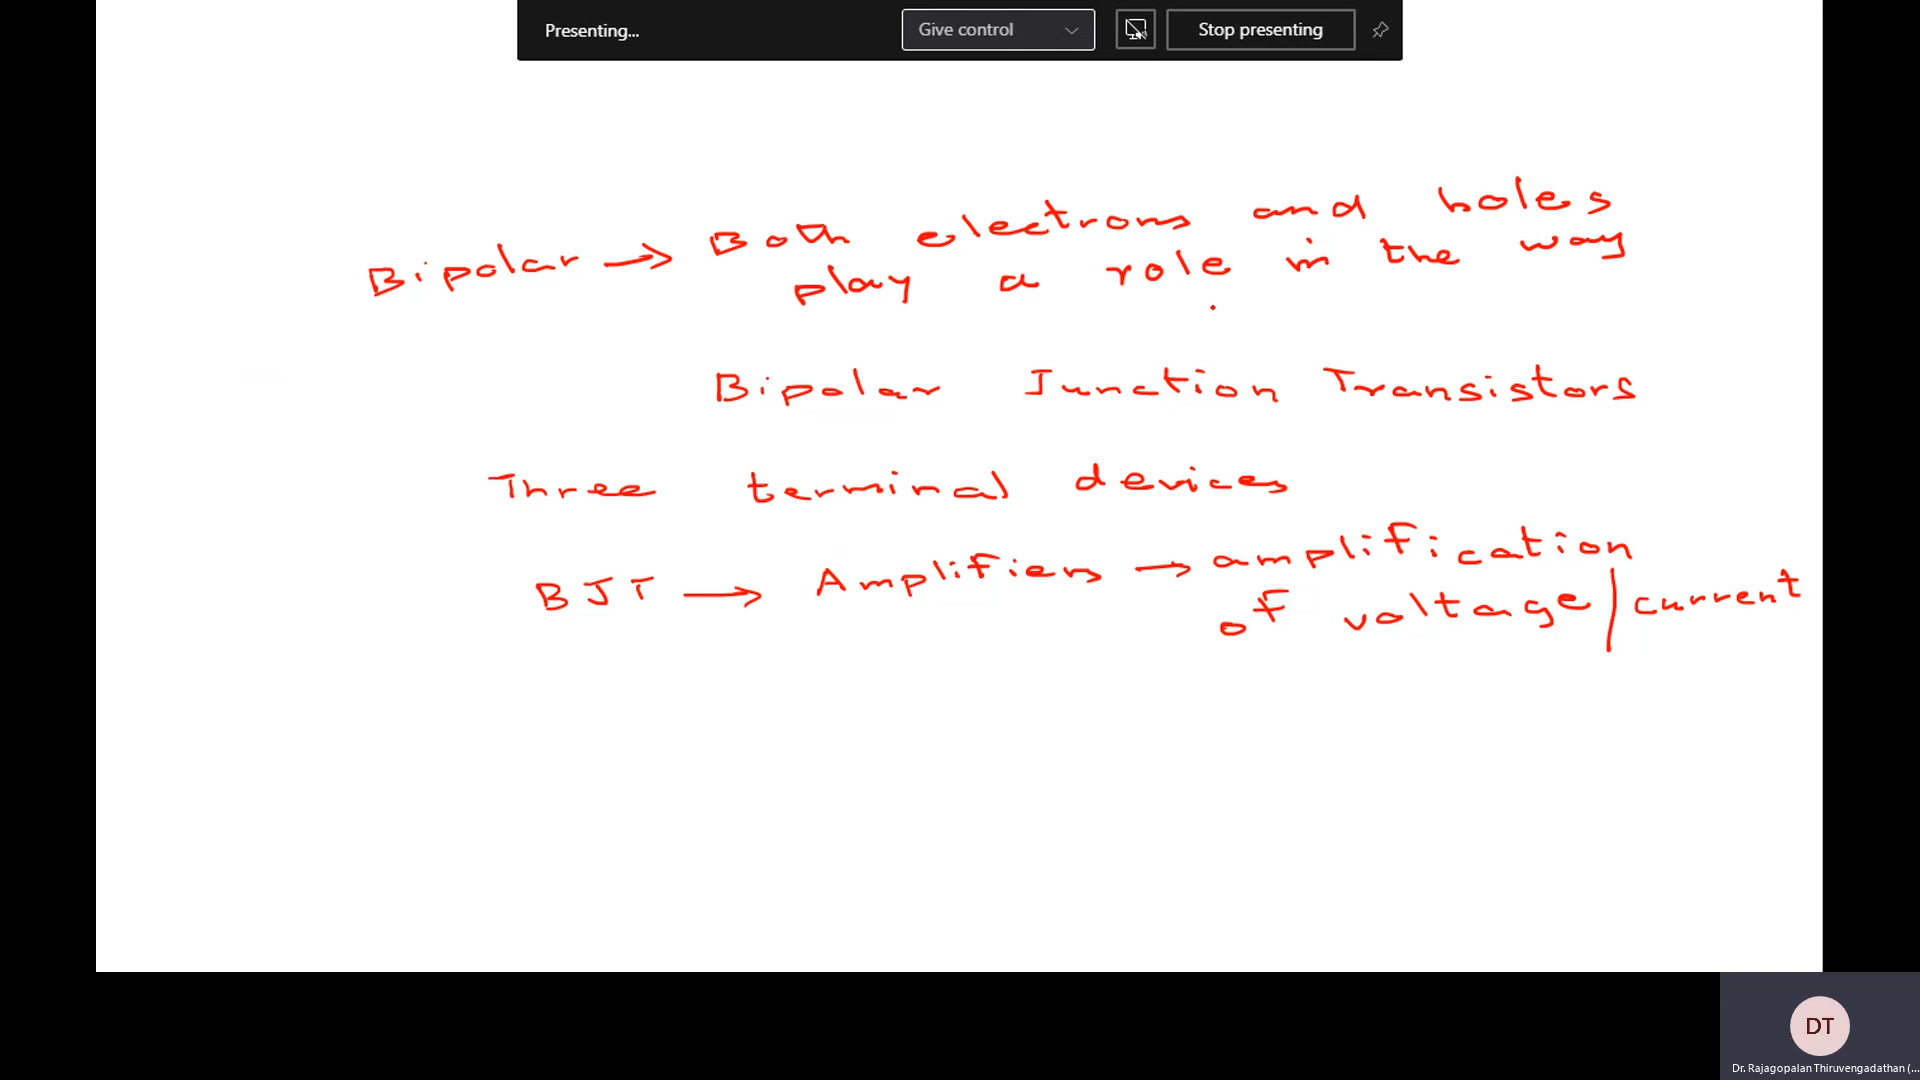 Presenting...
Give control
Stop presenting
Bipolar → Both electrons and holes
play a role in the way
Bipolar Junction Transistors
Three terminal devices
BJT → Amplifiers → amplification
of voltage | current
DT
Dr. Rajagopalan Thiruvengadathan (...